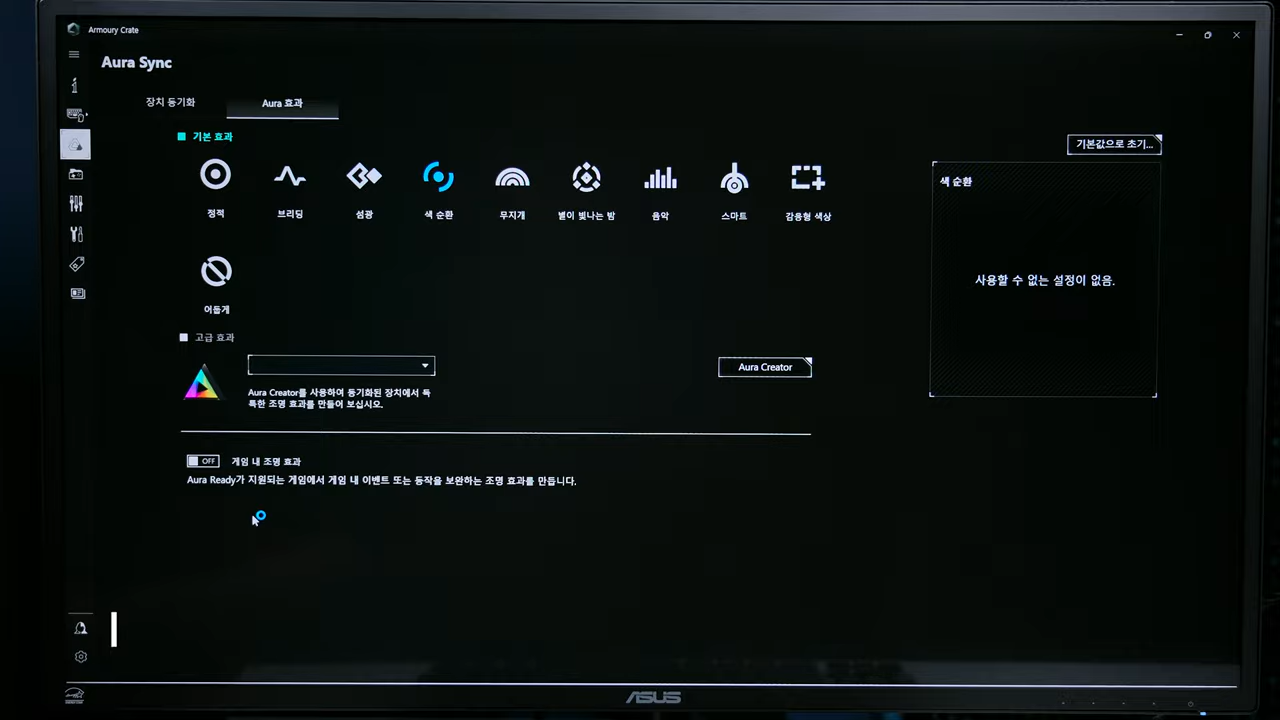 Armoury Crate
Aura Sync
장치 동기화
Aura 효과
기본 효과
기본값으로 초기...
정적
브리딩
섬광
색 순환
무지개
별이 빛나는 밤
음악
스마트
감응형 색상
색 순환
사용할 수 없는 설정이 없음.
어둡게
고급 효과
Aura Creator
Aura Creator를 사용하여 동기화된 장치에서 독
특한 조명 효과를 만들어 보십시오.
OFF
게임 내 조명 효과
Aura Ready가 지원되는 게임에서 게임 내 이벤트 또는 동작을 보완하는 조명 효과를 만듭니다.
ASUS